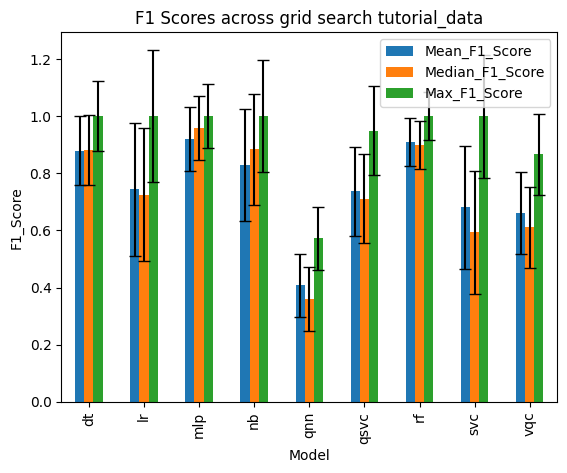 F1 Scores across grid search tutorial_data
Mean_F1_Score
Median_F1_Score
Max_F1_Score
F1_Score
1.2
1.0
0.8
0.6
0.4
0.2
0.0
dt
lr
mlp
nb
qnn
qsvc
rf
svc
vqc
Model